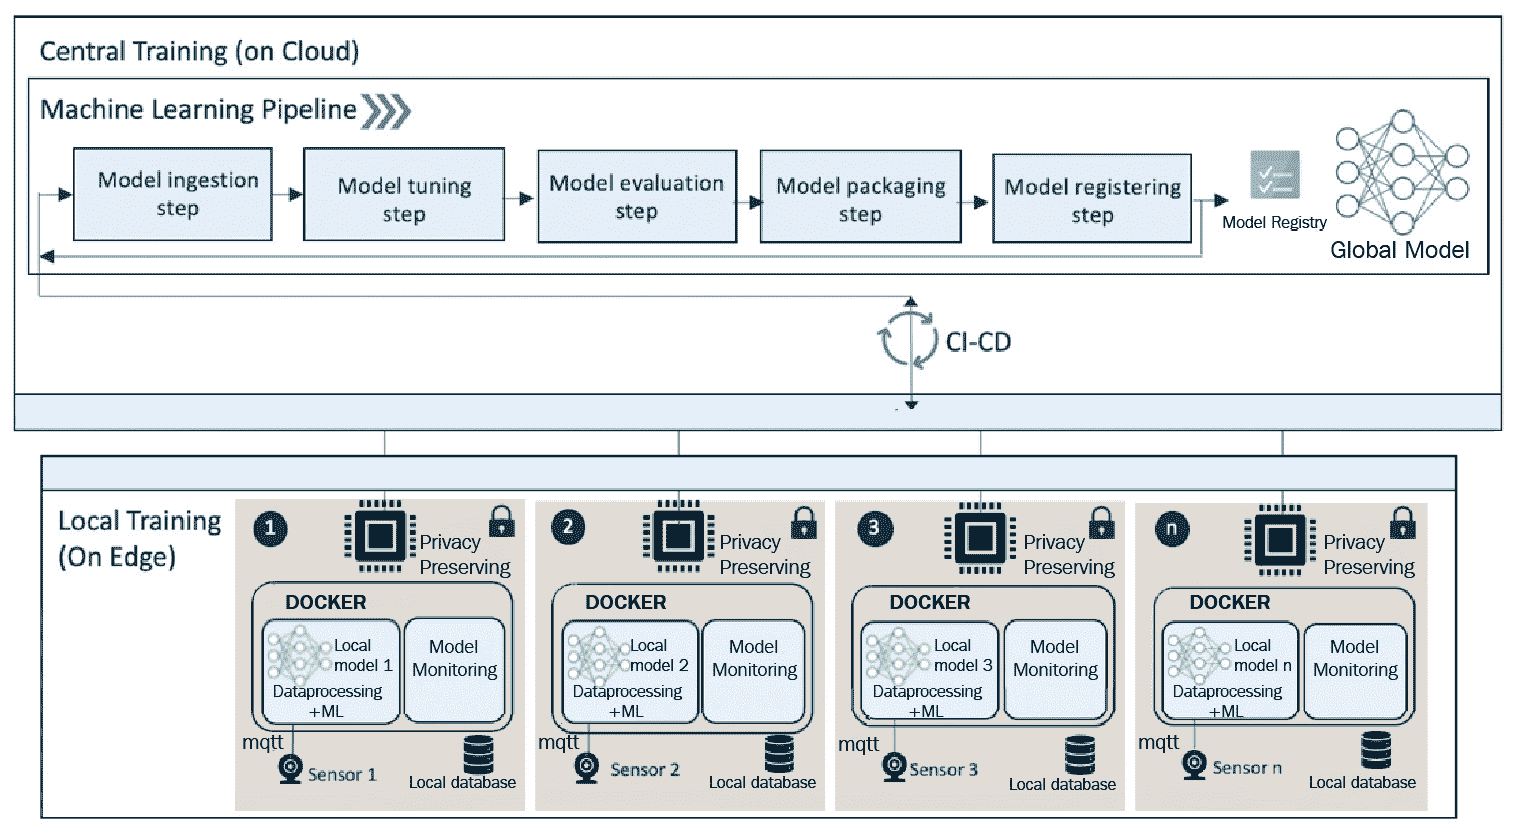 Central Training (on Cloud)
Machine Learning Pipeline
Model ingestion
step
Model tuning
step
Model evaluation
step
Model packaging
step
Model registering
step
Model Registry
Global Model
CI-CD
Local Training
(On Edge)
1
Privacy
Preserving
DOCKER
Local
model 1
Dataprocessing
+ML
Model
Monitoring
mqtt
Sensor 1
Local database
2
Privacy
Preserving
DOCKER
Local
model 2
Dataprocessing
+ML
Model
Monitoring
mqtt
Sensor 2
Local database
3
Privacy
Preserving
DOCKER
Local
model 3
Dataprocessing
+ML
Model
Monitoring
mqtt
Sensor 3
Local database
n
Privacy
Preserving
DOCKER
Local
model n
Dataprocessing
+ML
Model
Monitoring
mqtt
Sensor n
Local database